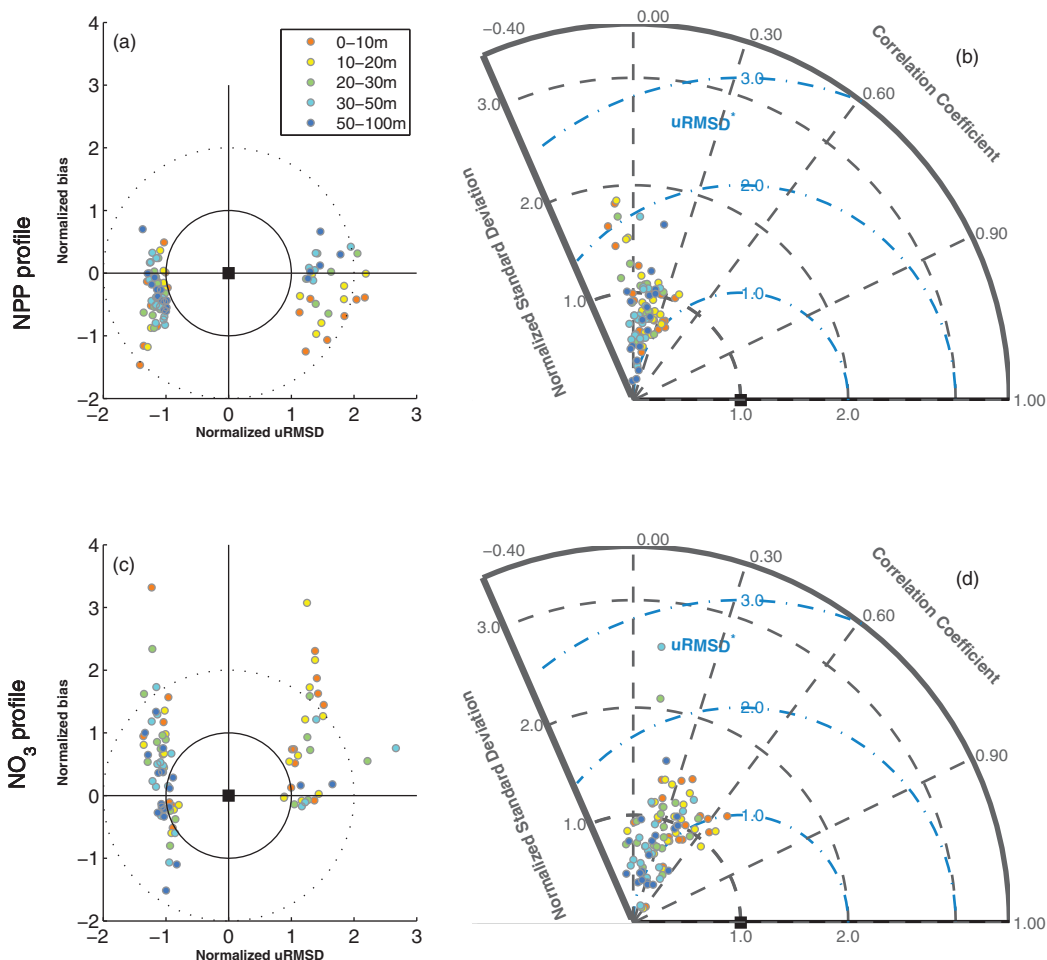 (a)
0−10m
10−20m
20−30m
30−50m
50−100m
4
3
2
1
0
−1
−2
−2
−1
0
1
2
3
Normalized bias
Normalized uRMSD
NPP profile
(b)
−0.40
0.00
0.30
0.60
0.90
1.00
Correlation Coefficient
3.0
2.0
1.0
3.0
2.0
1.0
uRMSD*
Normalized Standard Deviation
1.0
2.0
(c)
4
3
2
1
0
−1
−2
−2
−1
0
1
2
3
Normalized bias
Normalized uRMSD
NO3 profile
(d)
−0.40
0.00
0.30
0.60
0.90
1.00
Correlation Coefficient
3.0
2.0
1.0
3.0
2.0
1.0
uRMSD*
Normalized Standard Deviation
1.0
2.0